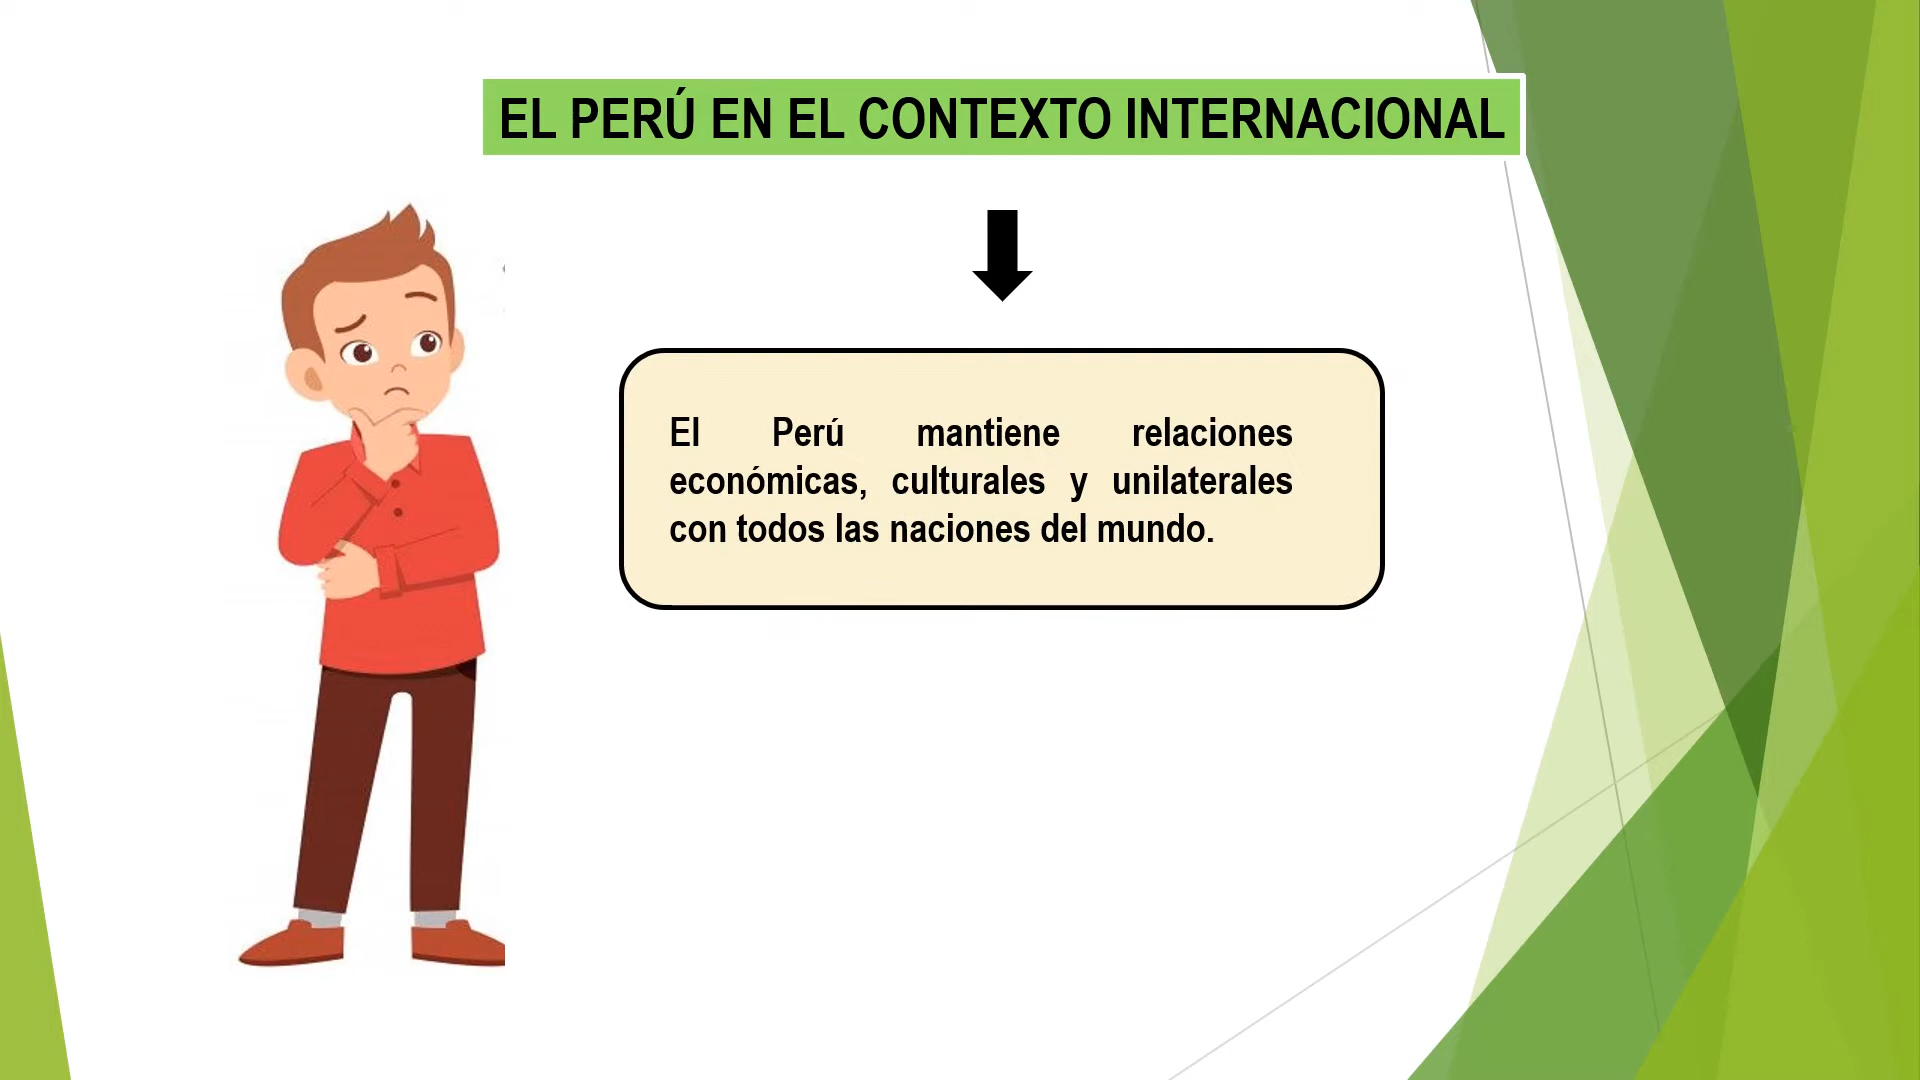 EL PERÚ EN EL CONTEXTO INTERNACIONAL
El Perú mantiene relaciones
económicas, culturales y unilaterales
con todos las naciones del mundo.